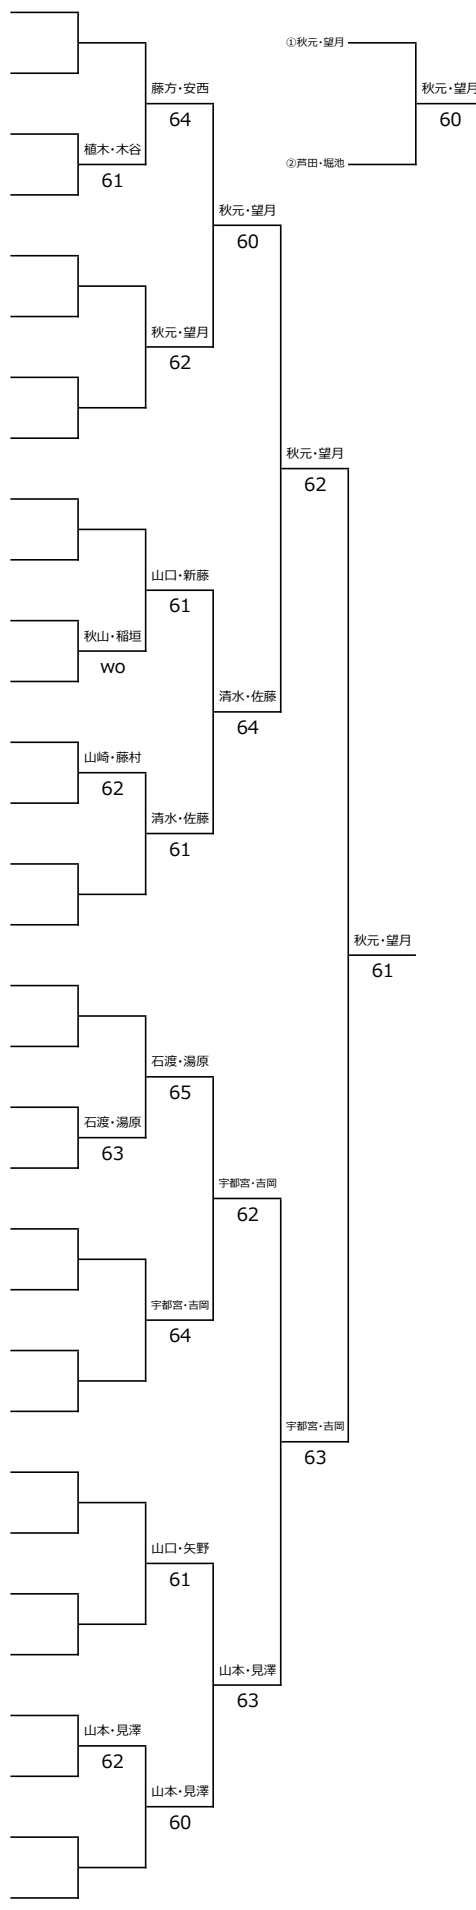 ①秋元・望月
秋元・望月
60
②芦田・堀池
藤方・安西
64
植木・木谷
61
秋元・望月
60
秋元・望月
62
秋元・望月
62
山口・新藤
61
秋山・稲垣
wo
清水・佐藤
64
山崎・藤村
62
清水・佐藤
61
秋元・望月
61
石渡・湯原
65
石渡・湯原
63
宇都宮・吉岡
62
宇都宮・吉岡
64
宇都宮・吉岡
63
山口・矢野
61
山本・見澤
63
山本・見澤
62
山本・見澤
60